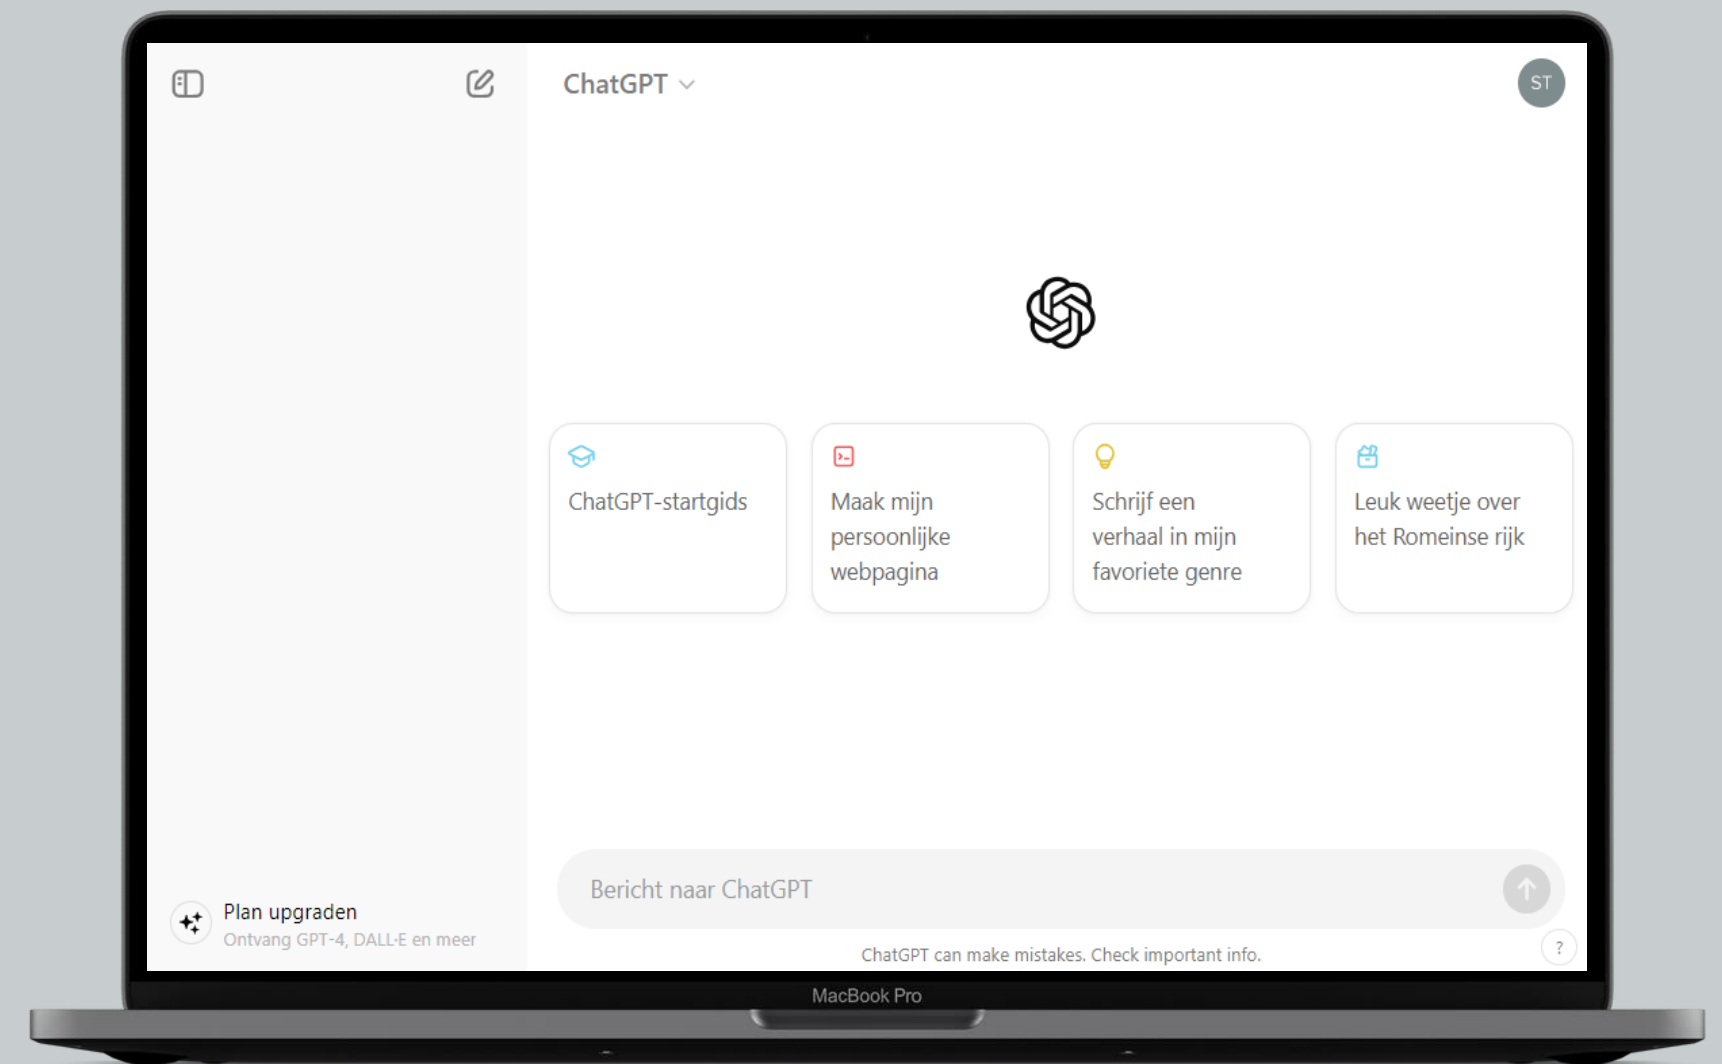 ChatGPT
ST
ChatGPT-startgids
Maak mijn
persoonlijke
webpagina
Schrijf een
verhaal in mijn
favoriete genre
Leuk weetje over
het Romeinse rijk
Bericht naar ChatGPT
Plan upgraden
Ontvang GPT-4, DALL·E en meer
ChatGPT can make mistakes. Check important info.
?
MacBook Pro